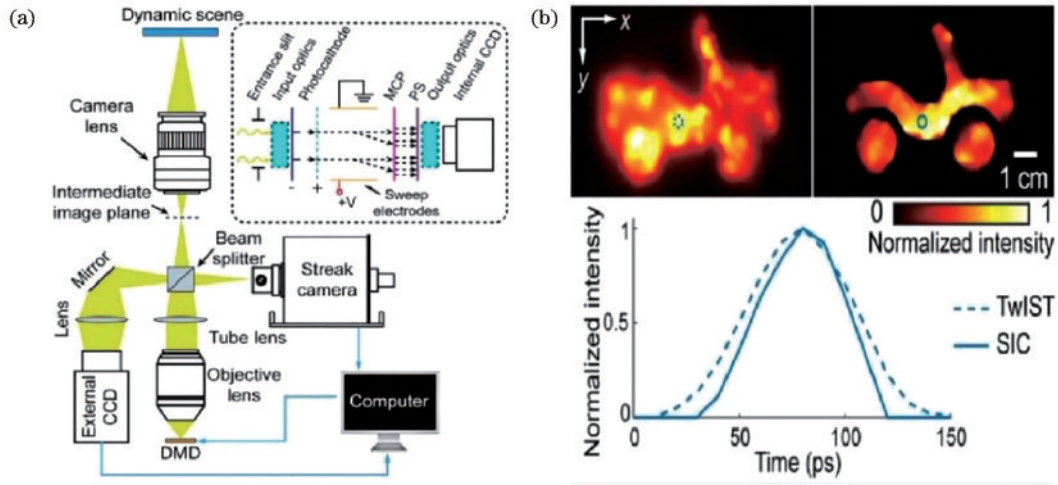 (a)
Dynamic scene
Camera
lens
Intermediate
image plane
Mirror
Beam
splitter
Streak
camera
Lens
Tube lens
External
CCD
Objective
lens
DMD
Computer
Entrance slit
Input optics
Photocathode
MCP
PS
Output optics
Internal CCD
-
+
+V
Sweep
electrodes
(b)
x
y
1 cm
0
1
Normalized intensity
Normalized intensity
1
0.5
0
0
50
100
150
Time (ps)
TwIST
SIC